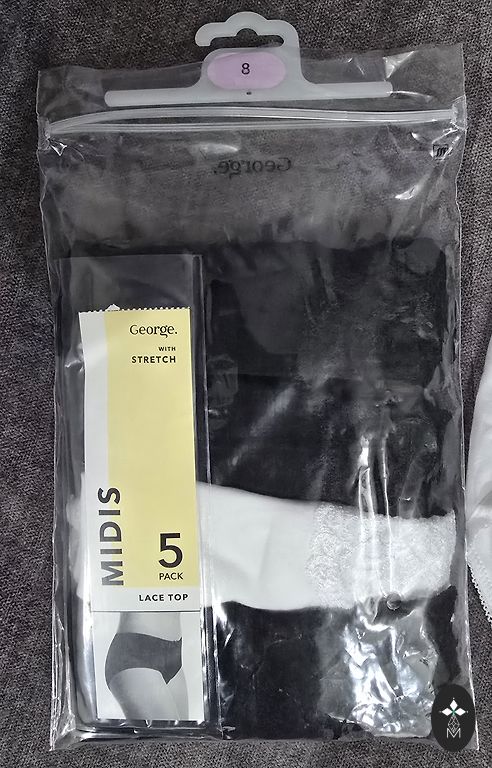 8
George.
George.
WITH
STRETCH
MIDIS
5
PACK
LACE TOP